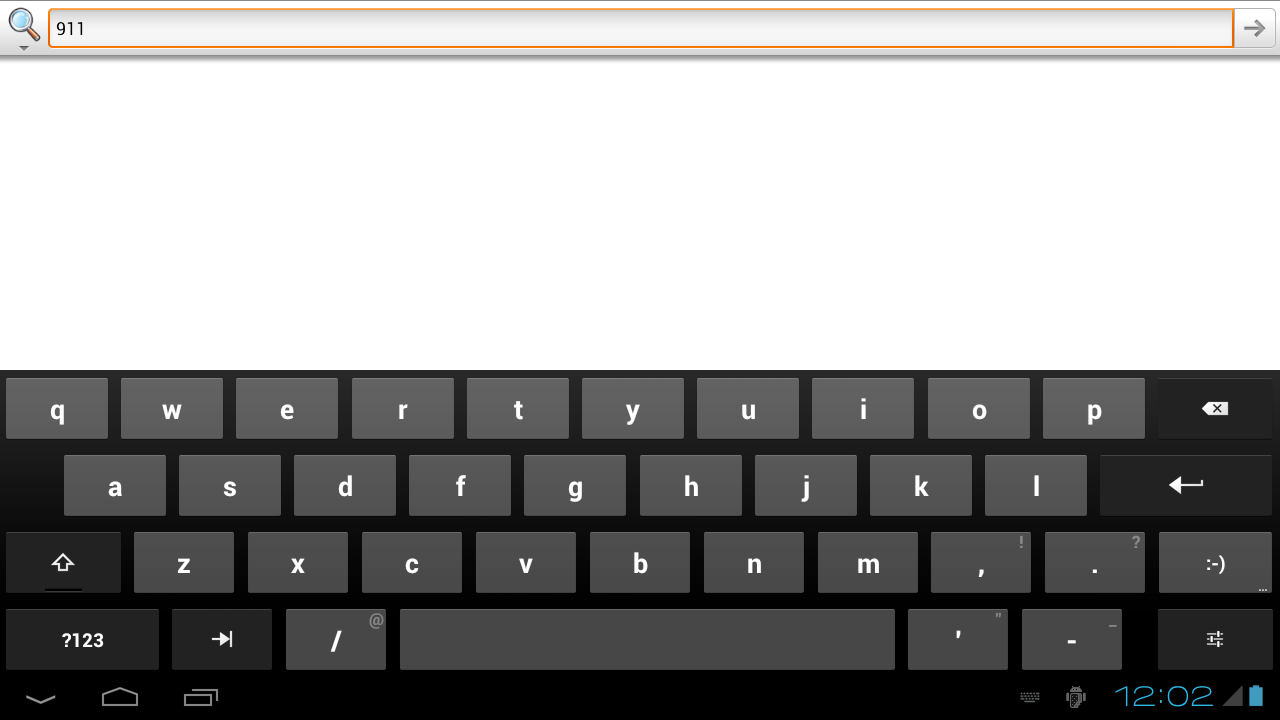 911
q w e r t y u i o p
a s d f g h j k l
z x c v b n m , ! . ? :-) ...
?123 / @ ' " - _
12:02